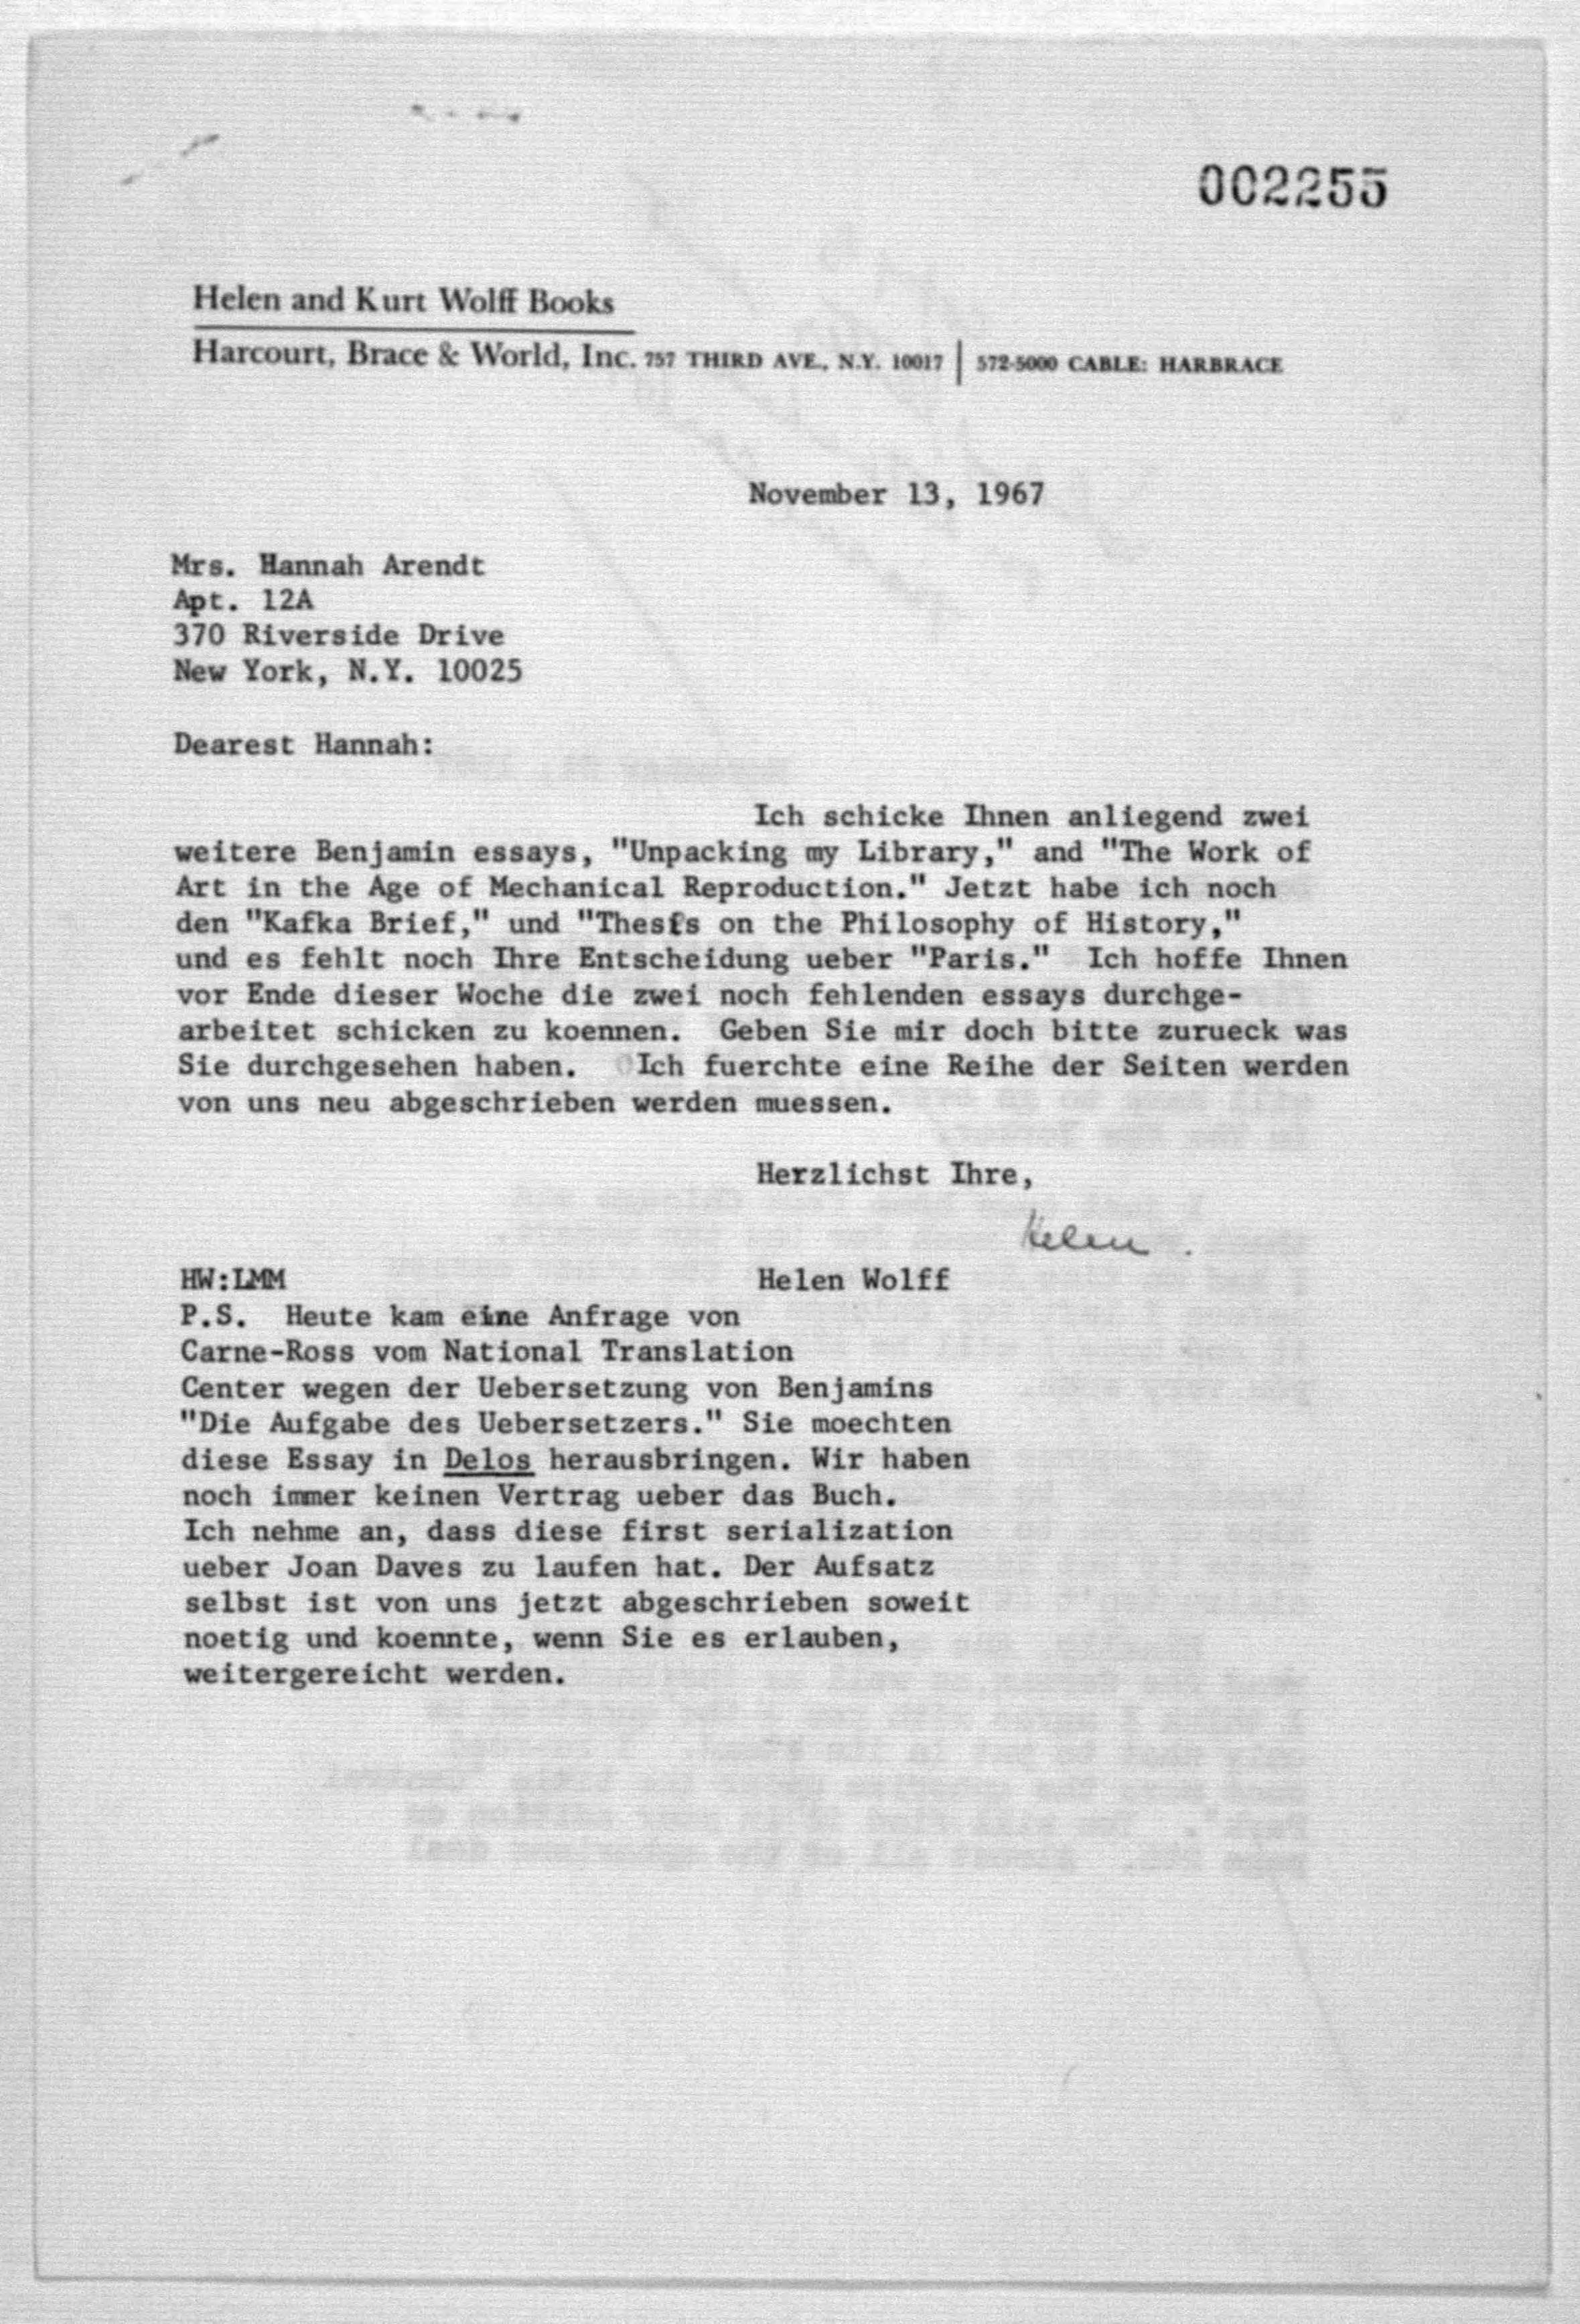 002255
Helen and Kurt Wolff Books
Harcourt, Brace & World, Inc. 757 THIRD AVE., N.Y. 10017 | 572-5000 CABLE: HARBRACE
November 13, 1967
Mrs. Hannah Arendt
Apt. 12A
370 Riverside Drive
New York, N.Y. 10025
Dearest Hannah:
Ich schicke Ihnen anliegend zwei
weitere Benjamin essays, "Unpacking my Library," and "The Work of
Art in the Age of Mechanical Reproduction." Jetzt habe ich noch
den "Kafka Brief," und "Thesis on the Philosophy of History,"
und es fehlt noch Ihre Entscheidung ueber "Paris." Ich hoffe Ihnen
vor Ende dieser Woche die zwei noch fehlenden essays durchge-
arbeitet schicken zu koennen. Geben Sie mir doch bitte zurueck was
Sie durchgesehen haben. Ich fuerchte eine Reihe der Seiten werden
von uns neu abgeschrieben werden muessen.
Herzlichst Ihre,
Helen.
HW:LMM Helen Wolff
P.S. Heute kam eine Anfrage von
Carne-Ross vom National Translation
Center wegen der Uebersetzung von Benjamins
"Die Aufgabe des Uebersetzers." Sie moechten
diese Essay in Delos herausbringen. Wir haben
noch immer keinen Vertrag ueber das Buch.
Ich nehme an, dass diese first serialization
ueber Joan Daves zu laufen hat. Der Aufsatz
selbst ist von uns jetzt abgeschrieben soweit
noetig und koennte, wenn Sie es erlauben,
weitergereicht werden.